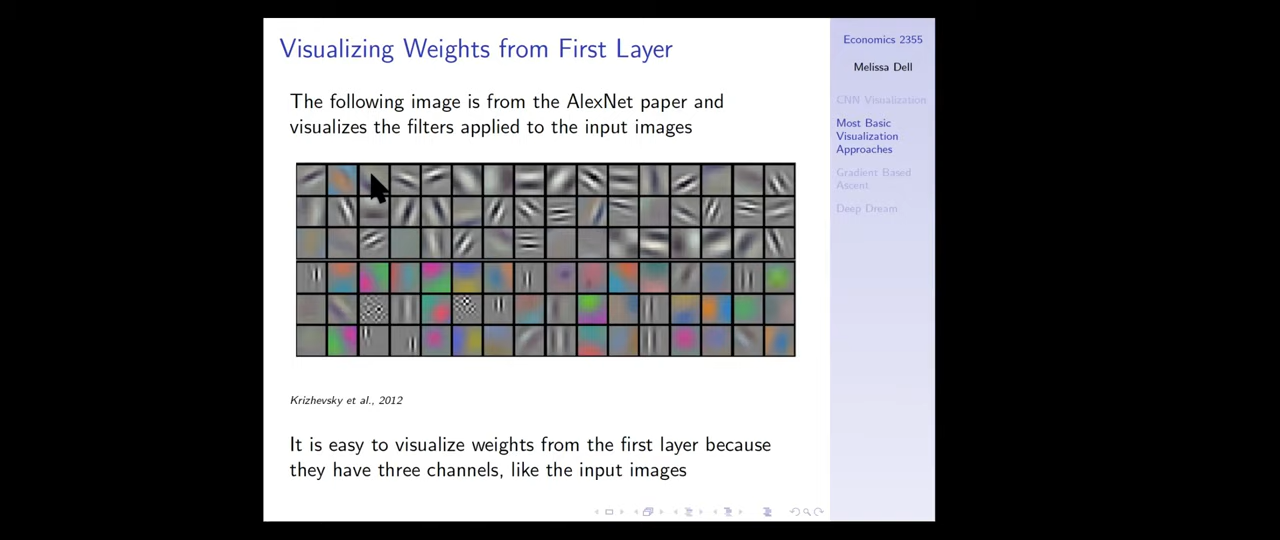 Visualizing Weights from First Layer
The following image is from the AlexNet paper and
visualizes the filters applied to the input images
Krizhevsky et al., 2012
It is easy to visualize weights from the first layer because
they have three channels, like the input images
Economics 2355
Melissa Dell
CNN Visualization
Most Basic
Visualization
Approaches
Gradient Based
Ascent
Deep Dream